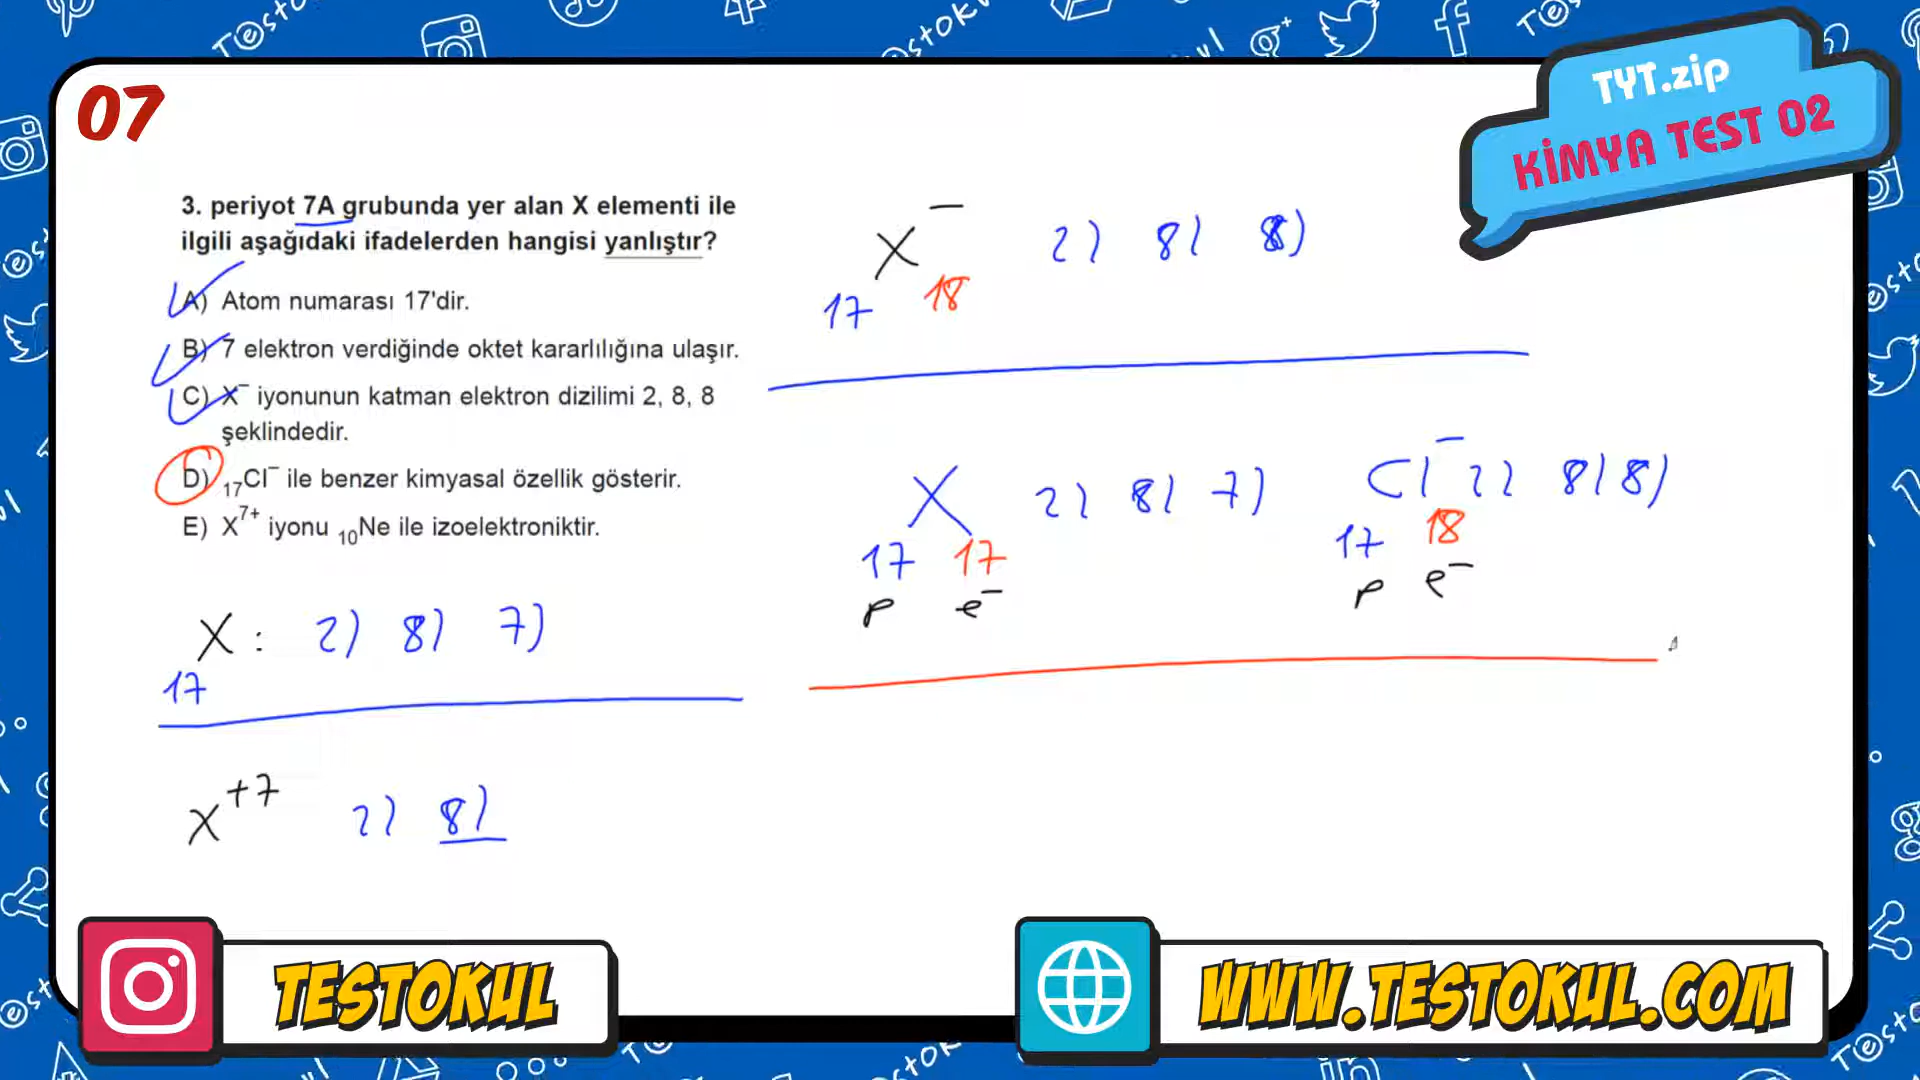 07
TYT.zip
KİMYA TEST 02
3. periyot 7A grubunda yer alan X elementi ile
ilgili aşağıdaki ifadelerden hangisi yanlıştır?
A) Atom numarası 17'dir.
B) 7 elektron verdiğinde oktet kararlılığına ulaşır.
C) X⁻ iyonunun katman elektron dizilimi 2, 8, 8
şeklindedir.
D) ₁₇Cl⁻ ile benzer kimyasal özellik gösterir.
E) X⁷⁺ iyonu ₁₀Ne ile izoelektroniktir.
X : 2) 8) 7)
17
X⁺⁷ 2) 8)
X⁻ 2) 8) 8)
17 18
X 2) 8) 7)
17 17
p e⁻
Cl⁻ 2) 8) 8)
17 18
p e⁻
TESTOKUL
WWW.TESTOKUL.COM